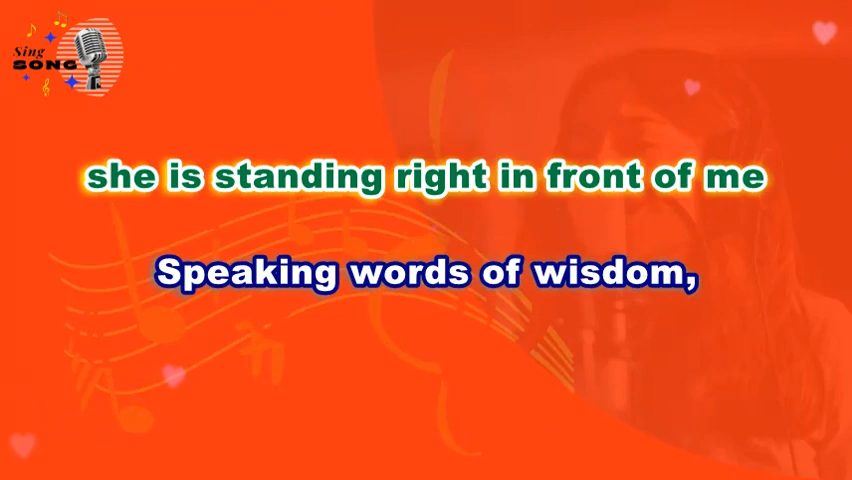 Sing
SONG
she is standing right in front of me
Speaking words of wisdom,